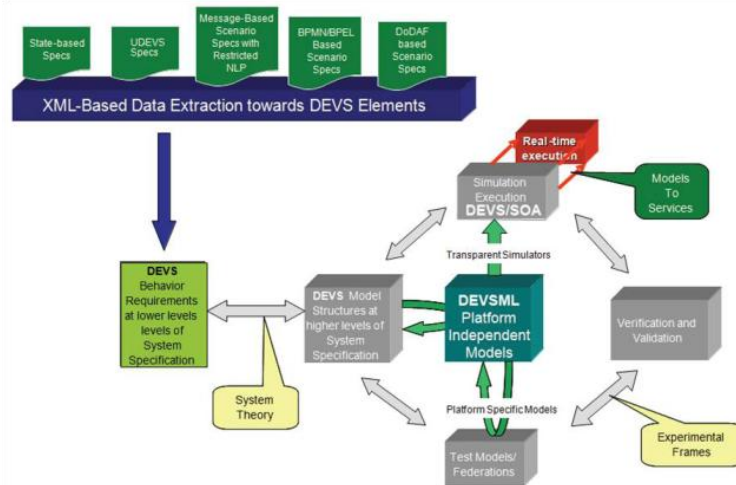 State-based
Specs
UDEVS
Specs
Message-Based
Scenario
Specs with
Restricted
NLP
BPMN/BPEL
Based
Scenario
Specs
DoDAF
based
Scenario
Specs
XML-Based Data Extraction towards DEVS Elements
Real-time
execution
Simulation
Execution
DEVS/SOA
Models
To
Services
Transparent Simulators
DEVS
Behavior
Requirements
at lower levels
levels of
System
Specification
DEVS Model
Structures at
higher levels of
System
Specification
DEVSML
Platform
Independent
Models
Verification and
Validation
System
Theory
Platform Specific Models
Test Models/
Federations
Experimental
Frames